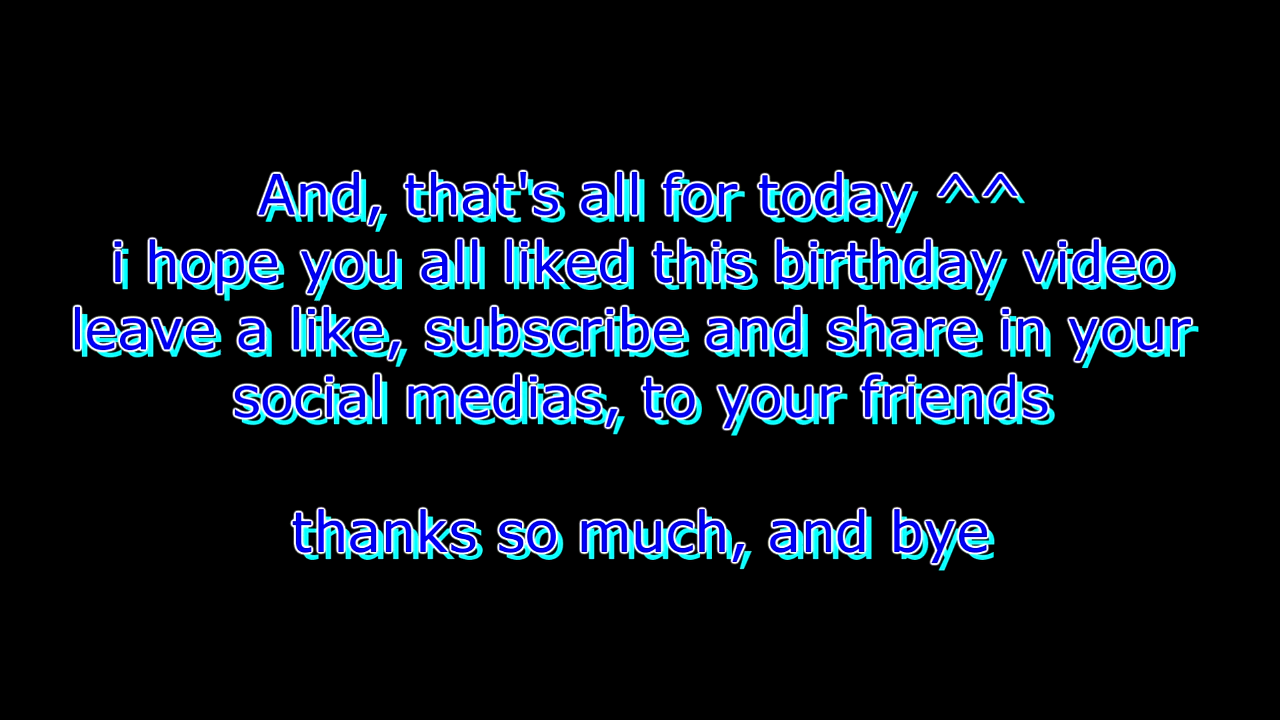 And, that's all for today ^^
i hope you all liked this birthday video
leave a like, subscribe and share in your
social medias, to your friends
thanks so much, and bye